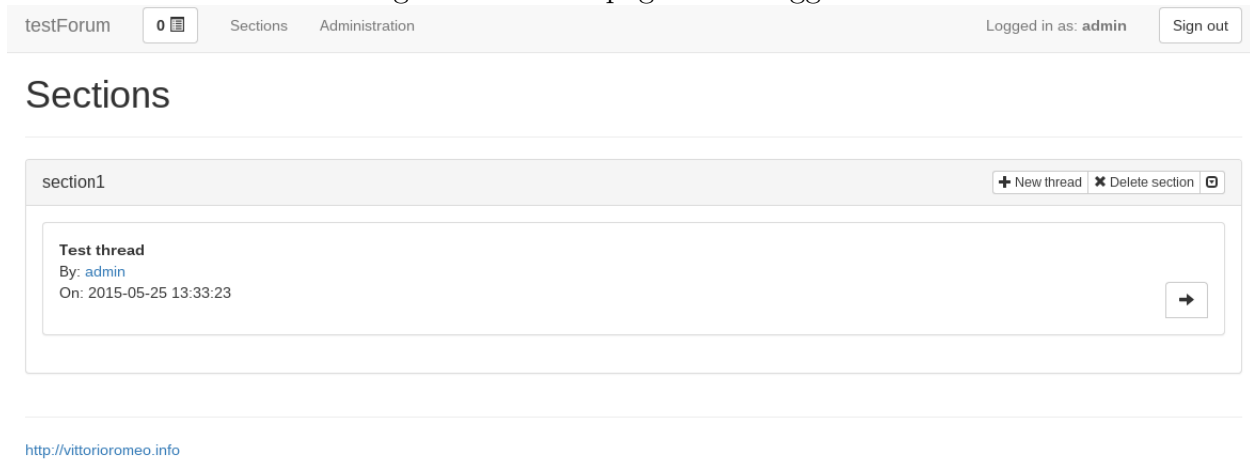 testForum 0 Sections Administration Logged in as: admin Sign out
Sections
section1 New thread Delete section
Test thread
By: admin
On: 2015-05-25 13:33:23
http://vittorioromeo.info